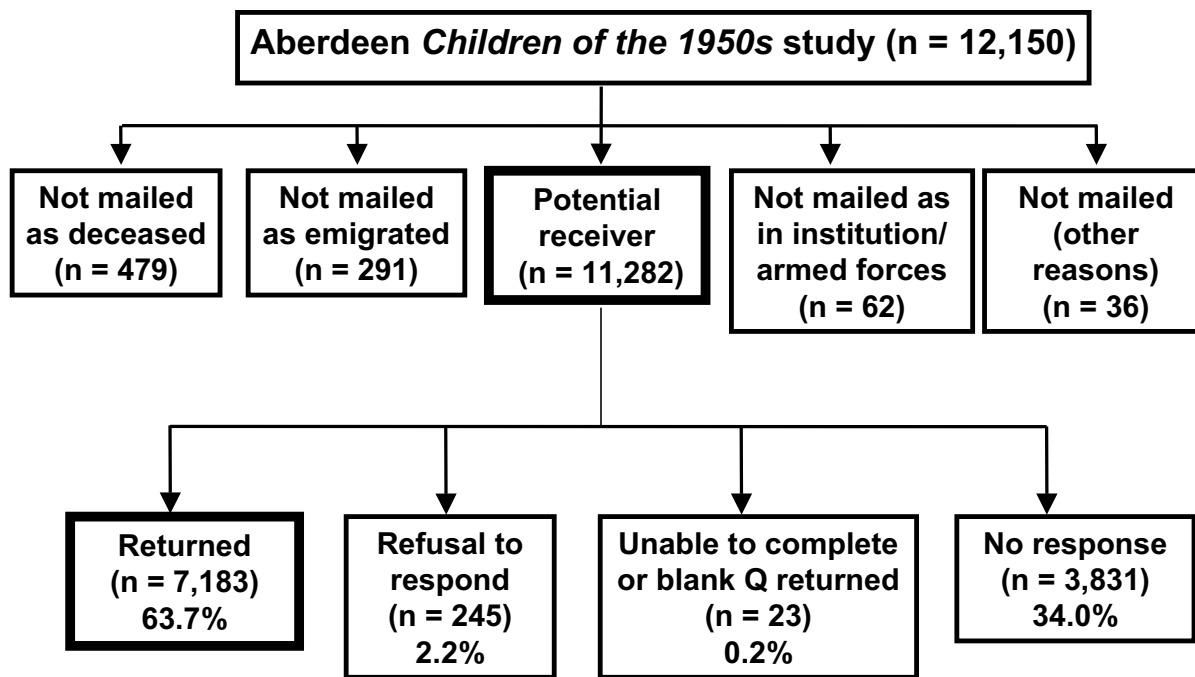 Aberdeen Children of the 1950s study (n = 12,150)
Not mailed
as deceased
(n = 479)
Not mailed
as emigrated
(n = 291)
Potential
receiver
(n = 11,282)
Not mailed as
in institution/
armed forces
(n = 62)
Not mailed
(other
reasons)
(n = 36)
Returned
(n = 7,183)
63.7%
Refusal to
respond
(n = 245)
2.2%
Unable to complete
or blank Q returned
(n = 23)
0.2%
No response
(n = 3,831)
34.0%